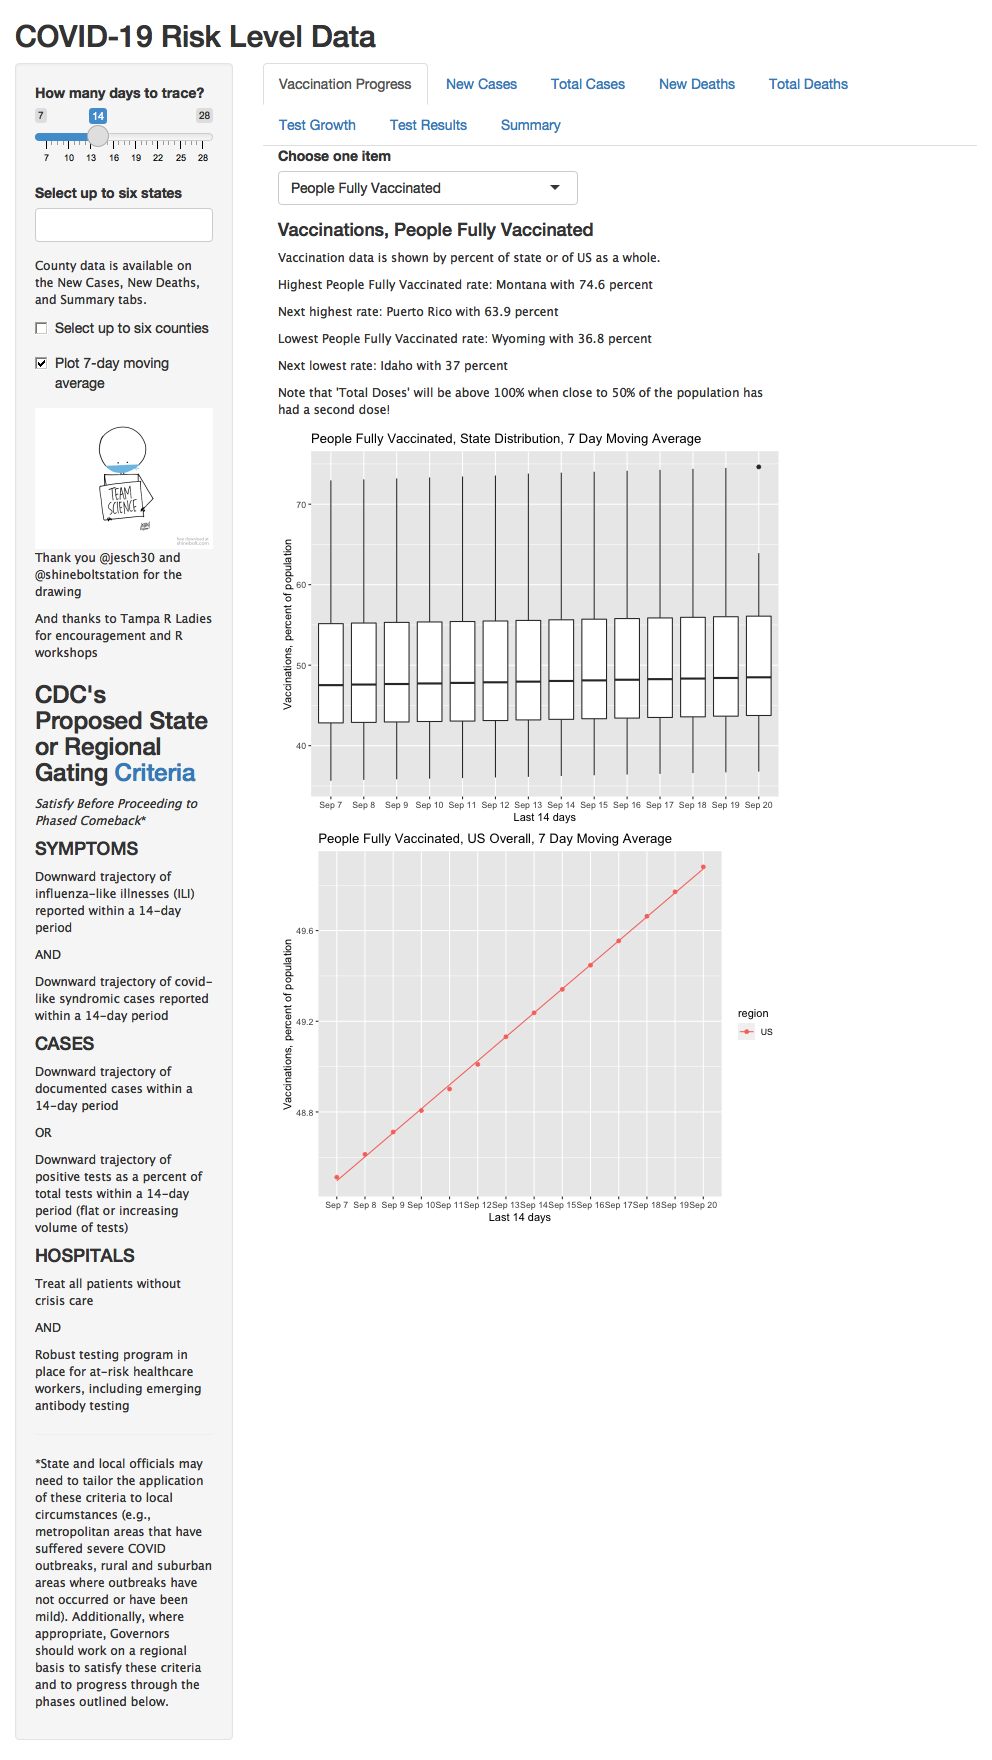 COVID-19 Risk Level Data
How many days to trace?
7 14 28
7 10 13 16 19 22 25 28
Select up to six states
County data is available on
the New Cases, New Deaths,
and Summary tabs.
Select up to six counties
Plot 7-day moving
average
TEAM
SCIENCE
Thank you @jesch30 and
@shineboltstation for the
drawing
And thanks to Tampa R Ladies
for encouragement and R
workshops
CDC's
Proposed State
or Regional
Gating Criteria
Satisfy Before Proceeding to
Phased Comeback*
SYMPTOMS
Downward trajectory of
influenza-like illnesses (ILI)
reported within a 14-day
period
AND
Downward trajectory of covid-
like syndromic cases reported
within a 14-day period
CASES
Downward trajectory of
documented cases within a
14-day period
OR
Downward trajectory of
positive tests as a percent of
total tests within a 14-day
period (flat or increasing
volume of tests)
HOSPITALS
Treat all patients without
crisis care
AND
Robust testing program in
place for at-risk healthcare
workers, including emerging
antibody testing
*State and local officials may
need to tailor the application
of these criteria to local
circumstances (e.g.,
metropolitan areas that have
suffered severe COVID
outbreaks, rural and suburban
areas where outbreaks have
not occurred or have been
mild). Additionally, where
appropriate, Governors
should work on a regional
basis to satisfy these criteria
and to progress through the
phases outlined below.
Vaccination Progress New Cases Total Cases New Deaths Total Deaths
Test Growth Test Results Summary
Choose one item
People Fully Vaccinated
Vaccinations, People Fully Vaccinated
Vaccination data is shown by percent of state or of US as a whole.
Highest People Fully Vaccinated rate: Montana with 74.6 percent
Next highest rate: Puerto Rico with 63.9 percent
Lowest People Fully Vaccinated rate: Wyoming with 36.8 percent
Next lowest rate: Idaho with 37 percent
Note that 'Total Doses' will be above 100% when close to 50% of the population has
had a second dose!
People Fully Vaccinated, State Distribution, 7 Day Moving Average
Vaccinations, percent of population
70
60
50
40
Sep 7 Sep 8 Sep 9 Sep 10 Sep 11 Sep 12 Sep 13 Sep 14 Sep 15 Sep 16 Sep 17 Sep 18 Sep 19 Sep 20
Last 14 days
People Fully Vaccinated, US Overall, 7 Day Moving Average
Vaccinations, percent of population
49.6
49.2
48.8
region
US
Sep 7 Sep 8 Sep 9 Sep 10 Sep 11 Sep 12 Sep 13 Sep 14 Sep 15 Sep 16 Sep 17 Sep 18 Sep 19 Sep 20
Last 14 days